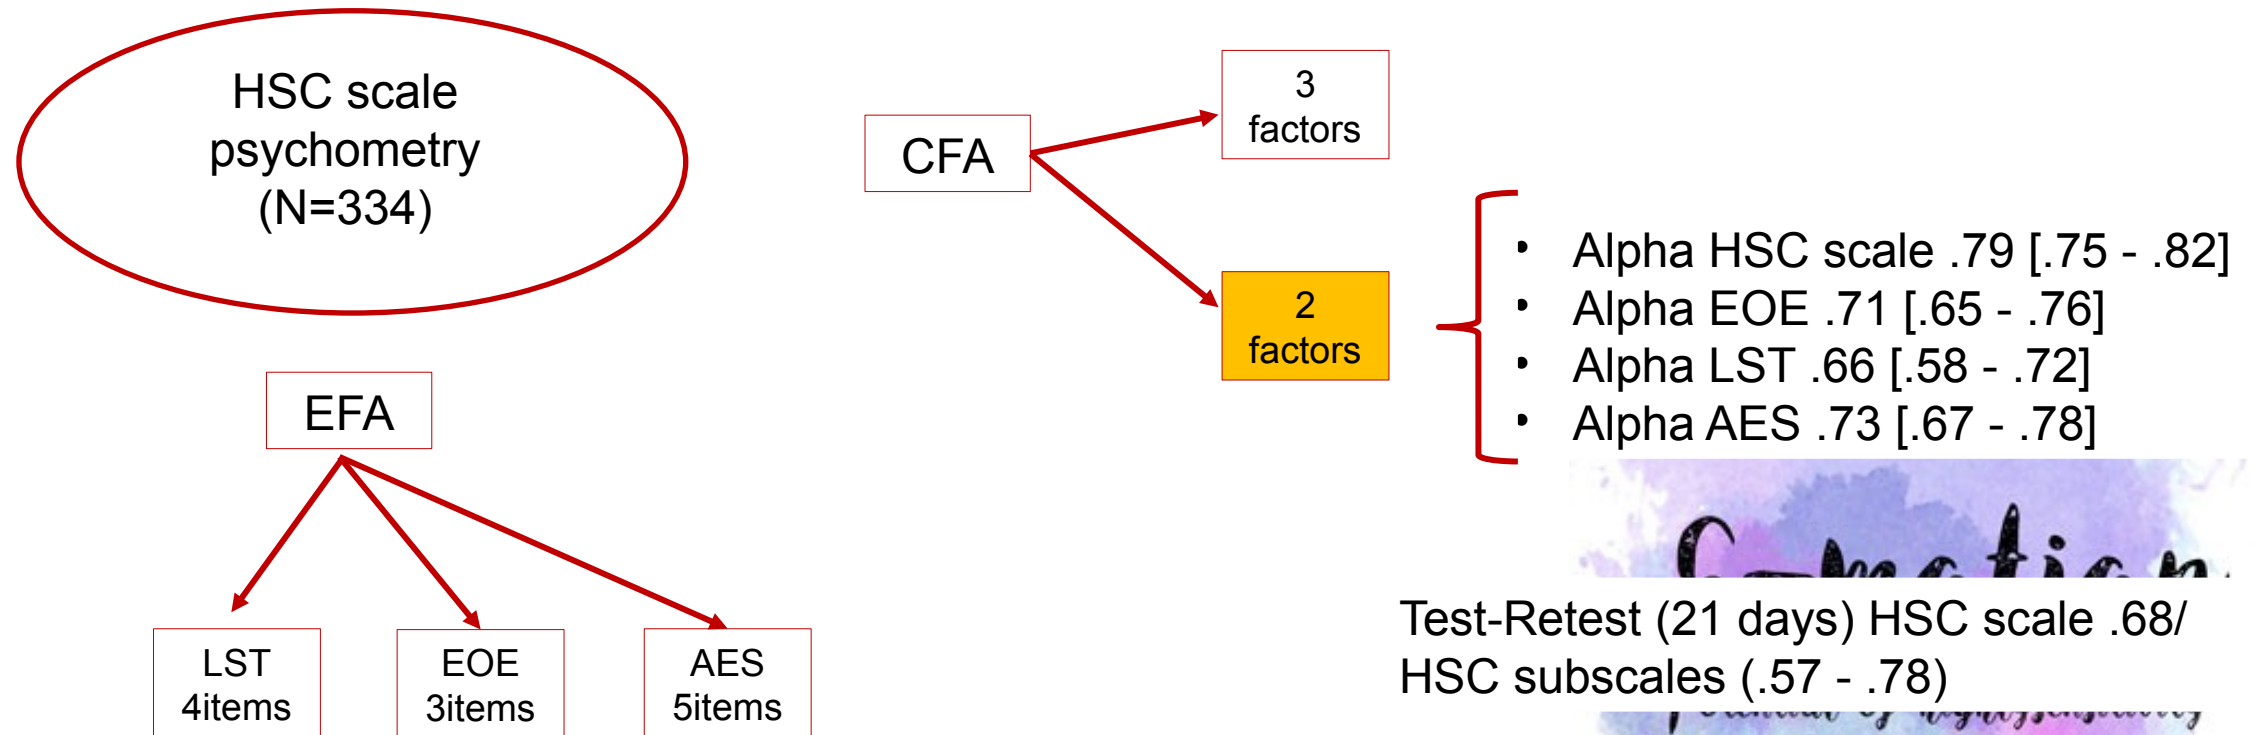 HSC scale
psychometry
(N=334)
EFA
LST
4items
EOE
3items
AES
5items
CFA
3
factors
2
factors
• Alpha HSC scale .79 [.75 - .82]
• Alpha EOE .71 [.65 - .76]
• Alpha LST .66 [.58 - .72]
• Alpha AES .73 [.67 - .78]
Test-Retest (21 days) HSC scale .68/
HSC subscales (.57 - .78)